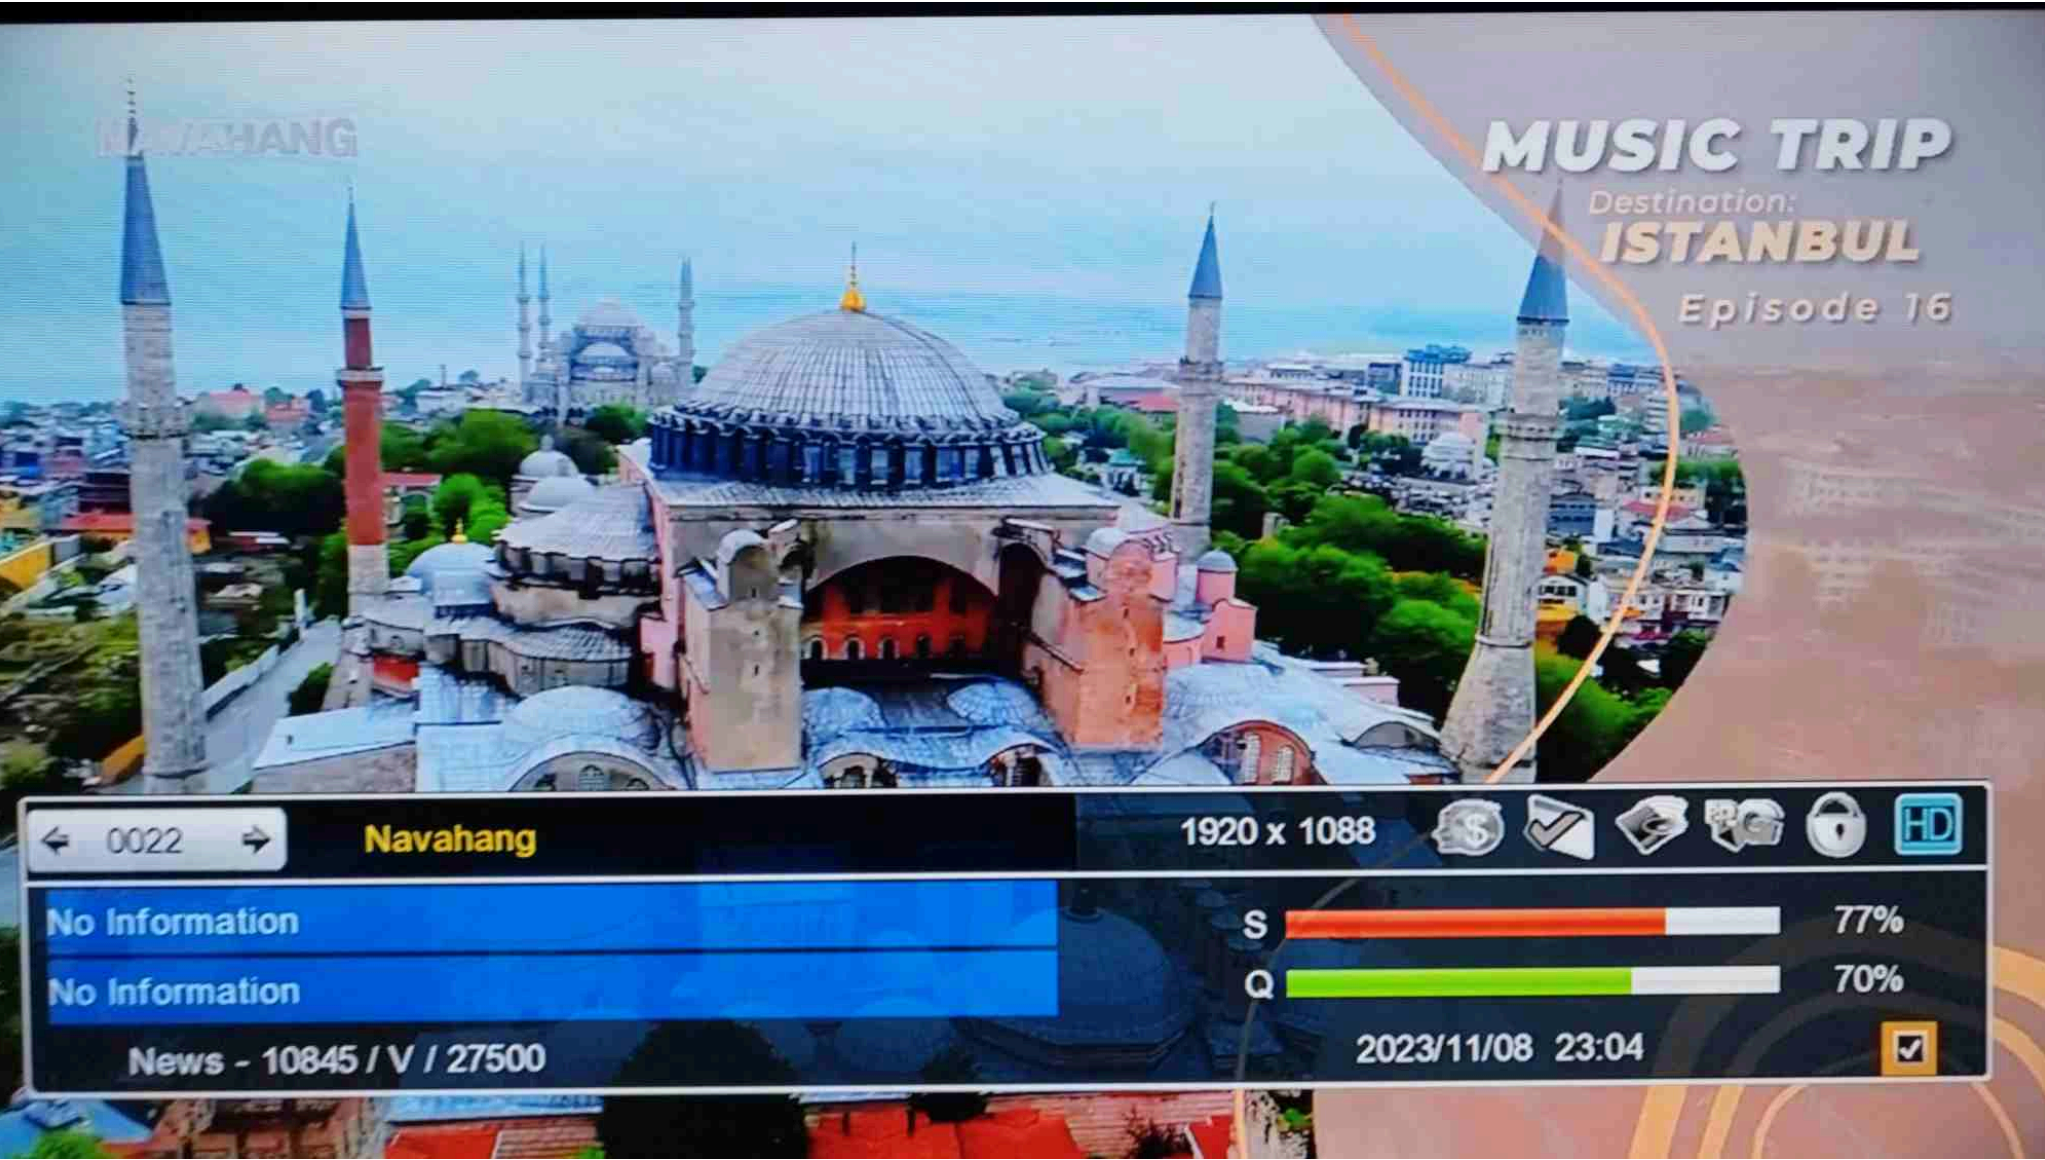 NAVAHANG
MUSIC TRIP
Destination:
ISTANBUL
Episode 16
0022
Navahang
1920 x 1088
$
HD
No Information
No Information
S
77%
Q
70%
News - 10845 / V / 27500
2023/11/08 23:04